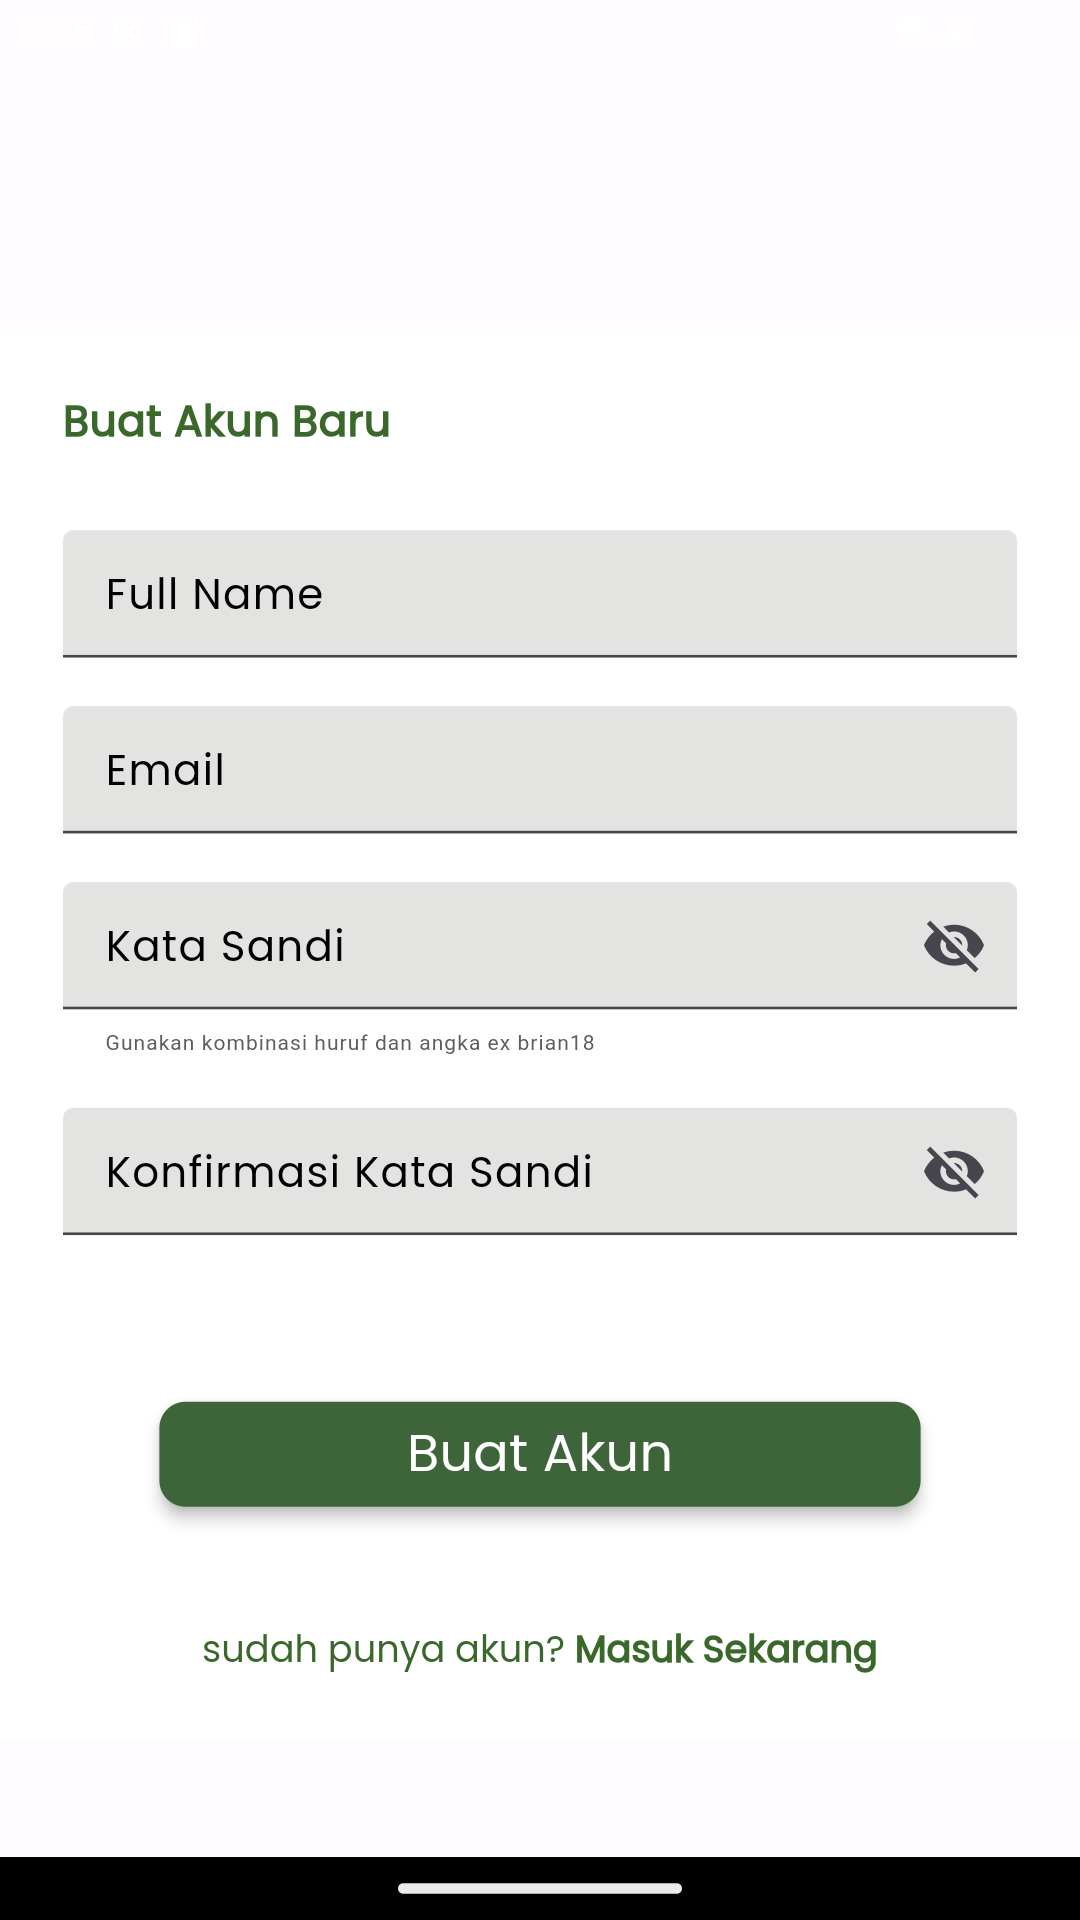 Buat Akun Baru
Full Name
Email
Kata Sandi
Gunakan kombinasi huruf dan angka ex brian18
Konfirmasi Kata Sandi
Buat Akun
sudah punya akun? Masuk Sekarang